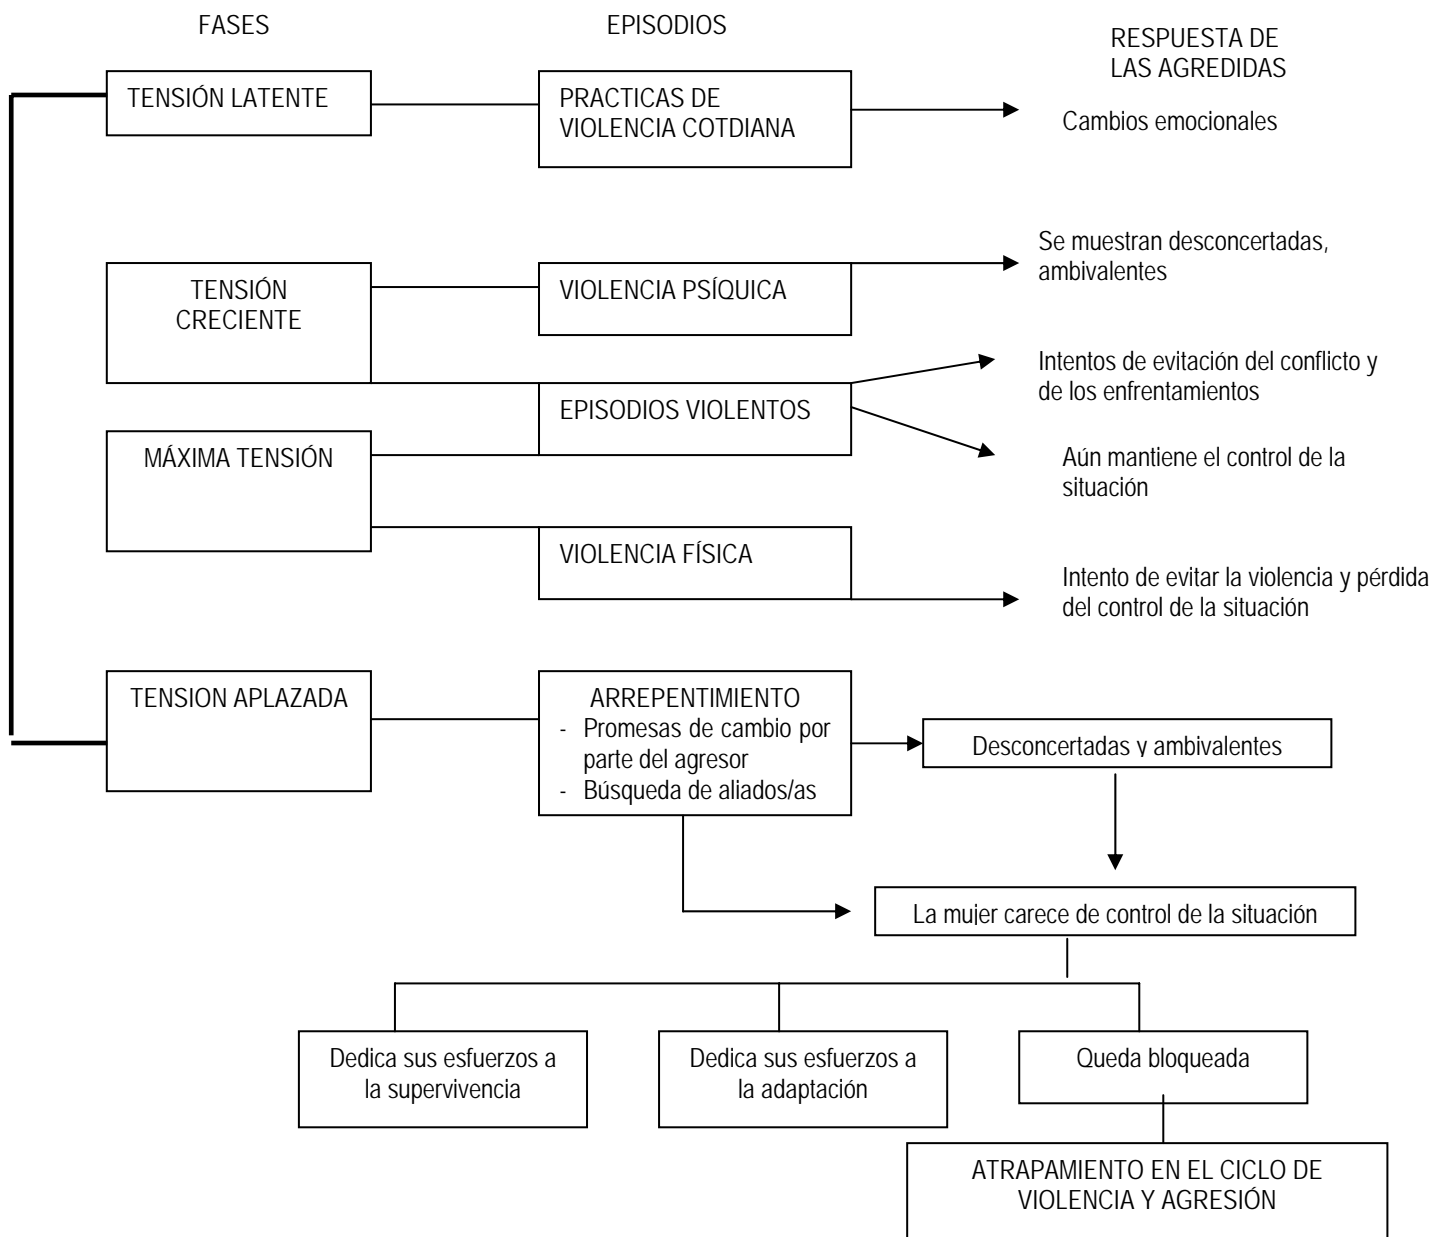 FASES
EPISODIOS
RESPUESTA DE
LAS AGREDIDAS
TENSIÓN LATENTE
PRACTICAS DE
VIOLENCIA COTDIANA
Cambios emocionales
TENSIÓN
CRECIENTE
VIOLENCIA PSÍQUICA
Se muestran desconcertadas,
ambivalentes
EPISODIOS VIOLENTOS
Intentos de evitación del conflicto y
de los enfrentamientos
MÁXIMA TENSIÓN
Aún mantiene el control de la
situación
VIOLENCIA FÍSICA
Intento de evitar la violencia y pérdida
del control de la situación
TENSION APLAZADA
ARREPENTIMIENTO
- Promesas de cambio por
parte del agresor
- Búsqueda de aliados/as
Desconcertadas y ambivalentes
La mujer carece de control de la situación
Dedica sus esfuerzos a
la supervivencia
Dedica sus esfuerzos a
la adaptación
Queda bloqueada
ATRAPAMIENTO EN EL CICLO DE
VIOLENCIA Y AGRESIÓN